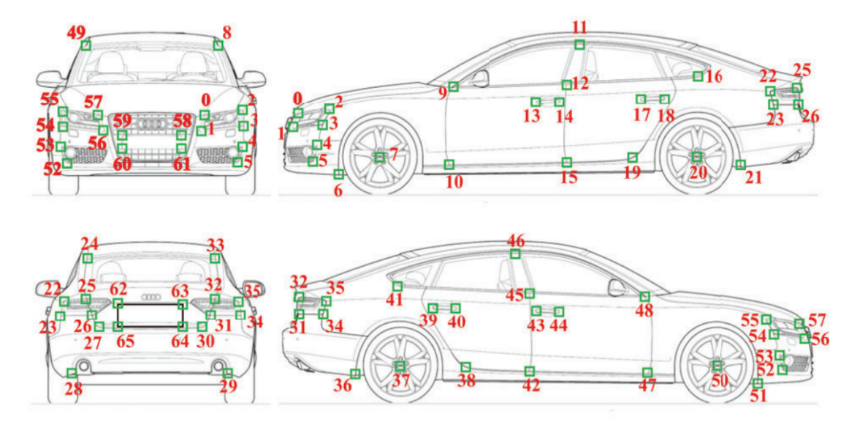 49 8 11
16
12
9 22 25
55 57 0 2 0 2
54 59 58 3 1 3 13 14 17 18 23 26
56 1
53 4 4
52 60 61 5 5 7 20
6 10 15 19 21
24 33 46
22 25 62 63 32 35 32 35 41 45 48
23 26 31 34 31 34 39 40 43 44 55 57
27 65 64 30 54 56
53
28 29 36 37 38 42 47 50 52
51